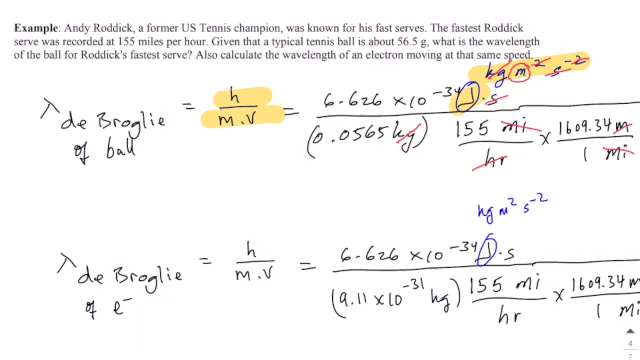 Example: Andy Roddick, a former US Tennis champion, was known for his fast serves. The fastest Roddick
serve was recorded at 155 miles per hour. Given that a typical tennis ball is about 56.5 g, what is the wavelength
of the ball for Roddick's fastest serve? Also calculate the wavelength of an electron moving at that same speed.
kg m² s⁻²
λ de Broglie of ball = h / m.v = 6.626 ×10⁻³⁴ J.s / (0.0565 kg) 155 mi / hr × 1609.34 m / 1 mi
kg m² s⁻²
λ de Broglie of e⁻ = h / m.v = 6.626 ×10⁻³⁴ J.s / (9.11 ×10⁻³¹ kg) 155 mi / hr × 1609.34 m / 1 mi
4
7